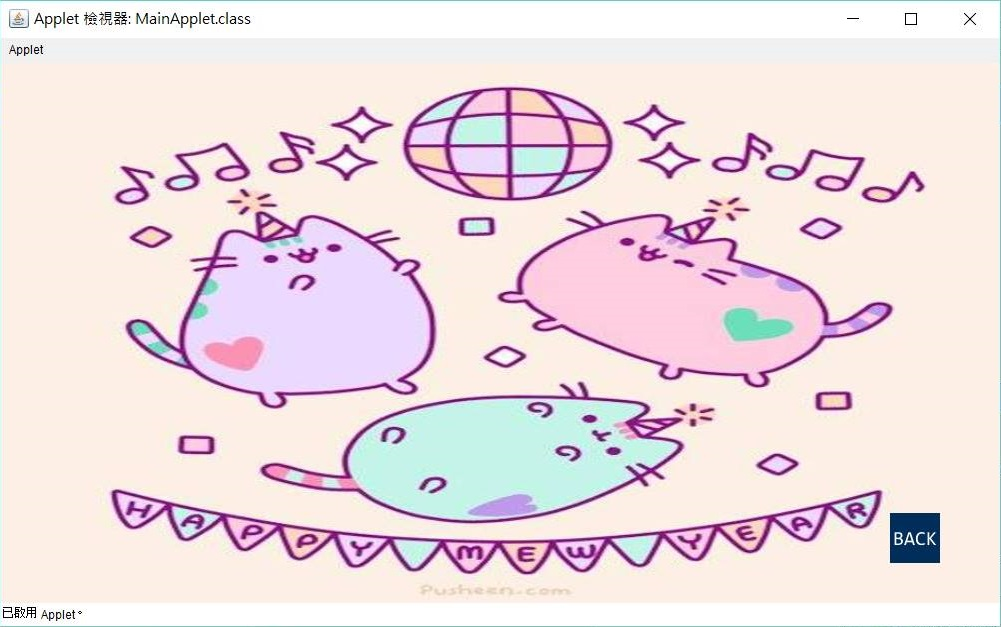 Applet 檢視器: MainApplet.class
Applet
HAPPY MEW YEAR
BACK
Pusheen.com
已啟用 Applet。